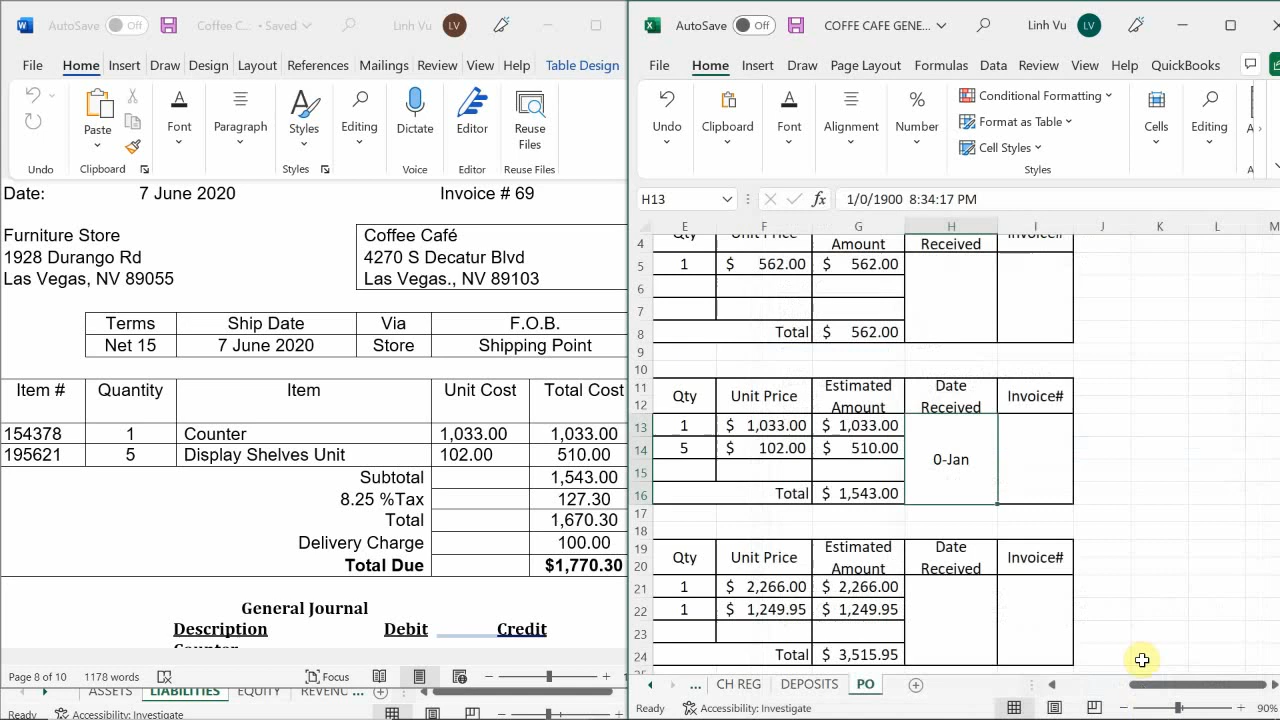 AutoSave Off Coffee C... • Saved Linh Vu LV
File Home Insert Draw Design Layout References Mailings Review View Help Table Design
Paste Font Paragraph Styles Editing Dictate Editor Reuse Files
Undo Clipboard Styles Voice Editor Reuse Files
Date: 7 June 2020 Invoice # 69
Furniture Store Coffee Café
1928 Durango Rd 4270 S Decatur Blvd
Las Vegas, NV 89055 Las Vegas., NV 89103
Terms Ship Date Via F.O.B.
Net 15 7 June 2020 Store Shipping Point
Item # Quantity Item Unit Cost Total Cost
154378 1 Counter 1,033.00 1,033.00
195621 5 Display Shelves Unit 102.00 510.00
Subtotal 1,543.00
8.25 %Tax 127.30
Total 1,670.30
Delivery Charge 100.00
Total Due $1,770.30
General Journal
Description Debit Credit
Counter
Page 8 of 10 1178 words Focus
ASSETS LIABILITIES EQUITY REVENC ...
Ready Accessibility: Investigate
AutoSave Off COFFE CAFE GENE... Linh Vu LV
File Home Insert Draw Page Layout Formulas Data Review View Help QuickBooks
Undo Clipboard Font Alignment Number Conditional Formatting Format as Table Cell Styles Cells Editing
Styles
H13 fx 1/0/1900 8:34:17 PM
E F G H I J K L M
4 Qty Unit Price Amount Received Invoice#
5 1 $ 562.00 $ 562.00
6
7
8 Total $ 562.00
9
10
11 Qty Unit Price Estimated Date Invoice#
12 Amount Received
13 1 $ 1,033.00 $ 1,033.00
14 5 $ 102.00 $ 510.00 0-Jan
15
16 Total $ 1,543.00
17
18
19 Qty Unit Price Estimated Date Invoice#
20 Amount Received
21 1 $ 2,266.00 $ 2,266.00
22 1 $ 1,249.95 $ 1,249.95
23
24 Total $ 3,515.95
... CH REG DEPOSITS PO
Ready Accessibility: Investigate 90%